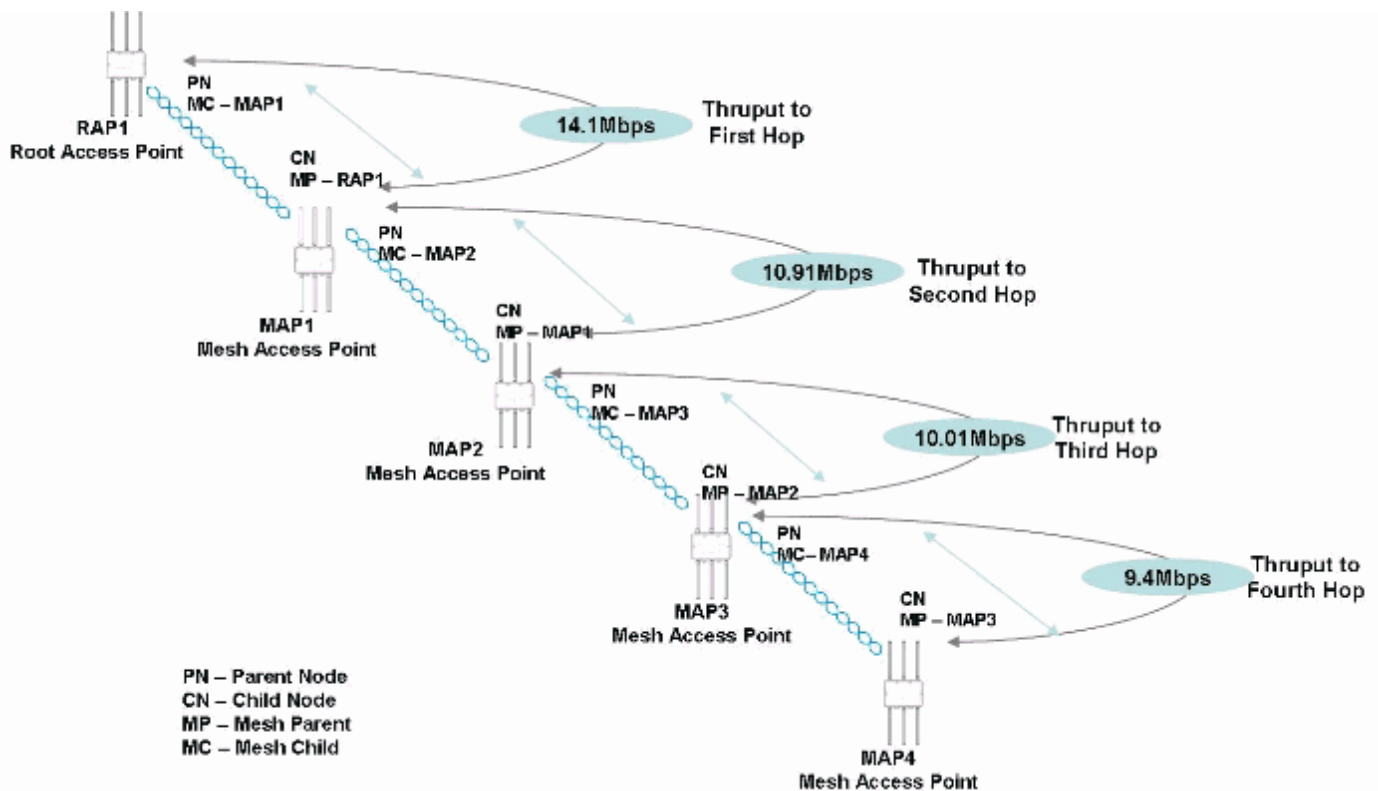 PN
MC – MAP1
RAP1
Root Access Point
14.1Mbps
Thruput to
First Hop
CN
MP – RAP1
PN
MC – MAP2
MAP1
Mesh Access Point
10.91Mbps
Thruput to
Second Hop
CN
MP – MAP1
PN
MC – MAP3
MAP2
Mesh Access Point
10.01Mbps
Thruput to
Third Hop
CN
MP – MAP2
PN
MC– MAP4
MAP3
Mesh Access Point
9.4Mbps
Thruput to
Fourth Hop
CN
MP – MAP3
MAP4
Mesh Access Point
PN – Parent Node
CN – Child Node
MP – Mesh Parent
MC – Mesh Child